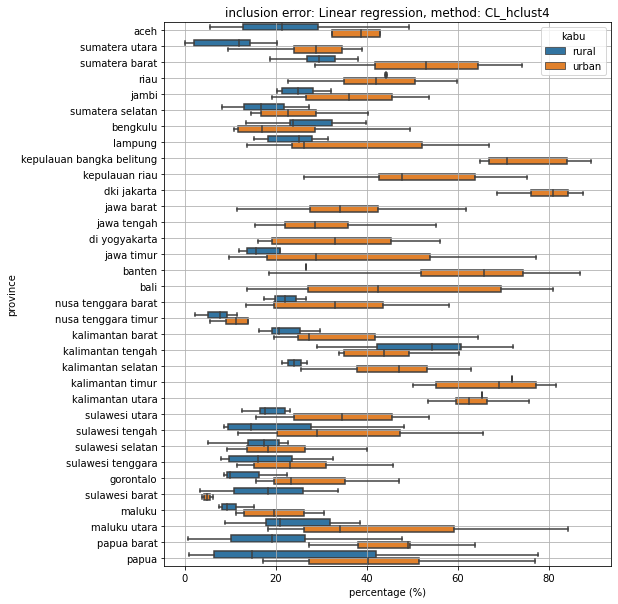 inclusion error: Linear regression, method: CL_hclust4
kabu
rural
urban
province
aceh
sumatera utara
sumatera barat
riau
jambi
sumatera selatan
bengkulu
lampung
kepulauan bangka belitung
kepulauan riau
dki jakarta
jawa barat
jawa tengah
di yogyakarta
jawa timur
banten
bali
nusa tenggara barat
nusa tenggara timur
kalimantan barat
kalimantan tengah
kalimantan selatan
kalimantan timur
kalimantan utara
sulawesi utara
sulawesi tengah
sulawesi selatan
sulawesi tenggara
gorontalo
sulawesi barat
maluku
maluku utara
papua barat
papua
0 20 40 60 80
percentage (%)